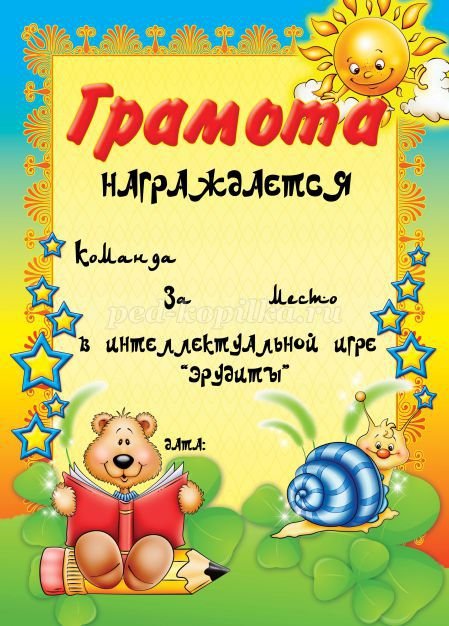 Грамота
НАГРАЖДАЕТСЯ
Команда
За Место
ped-kopilka.ru
в интеллектуальной игре
"Эрудиты"
ДАТА: